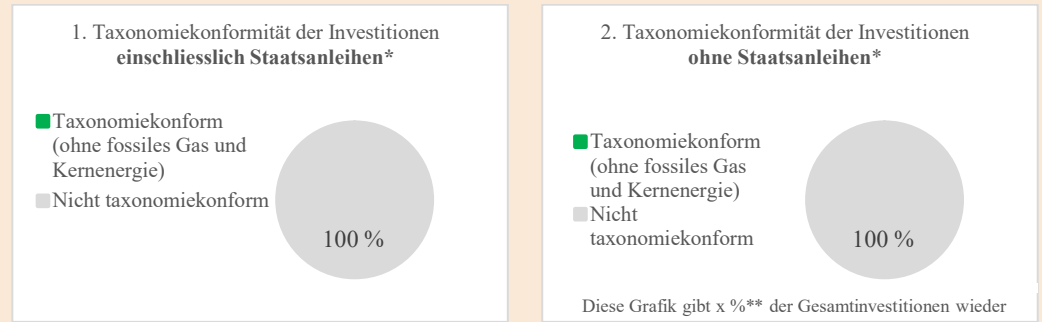 1. Taxonomiekonformität der Investitionen
einschliesslich Staatsanleihen*
Taxonomiekonform
(ohne fossiles Gas und
Kernenergie)
Nicht taxonomiekonform
100 %
2. Taxonomiekonformität der Investitionen
ohne Staatsanleihen*
Taxonomiekonform
(ohne fossiles Gas
und Kernenergie)
Nicht
taxonomiekonform
100 %
Diese Grafik gibt x %** der Gesamtinvestitionen wieder